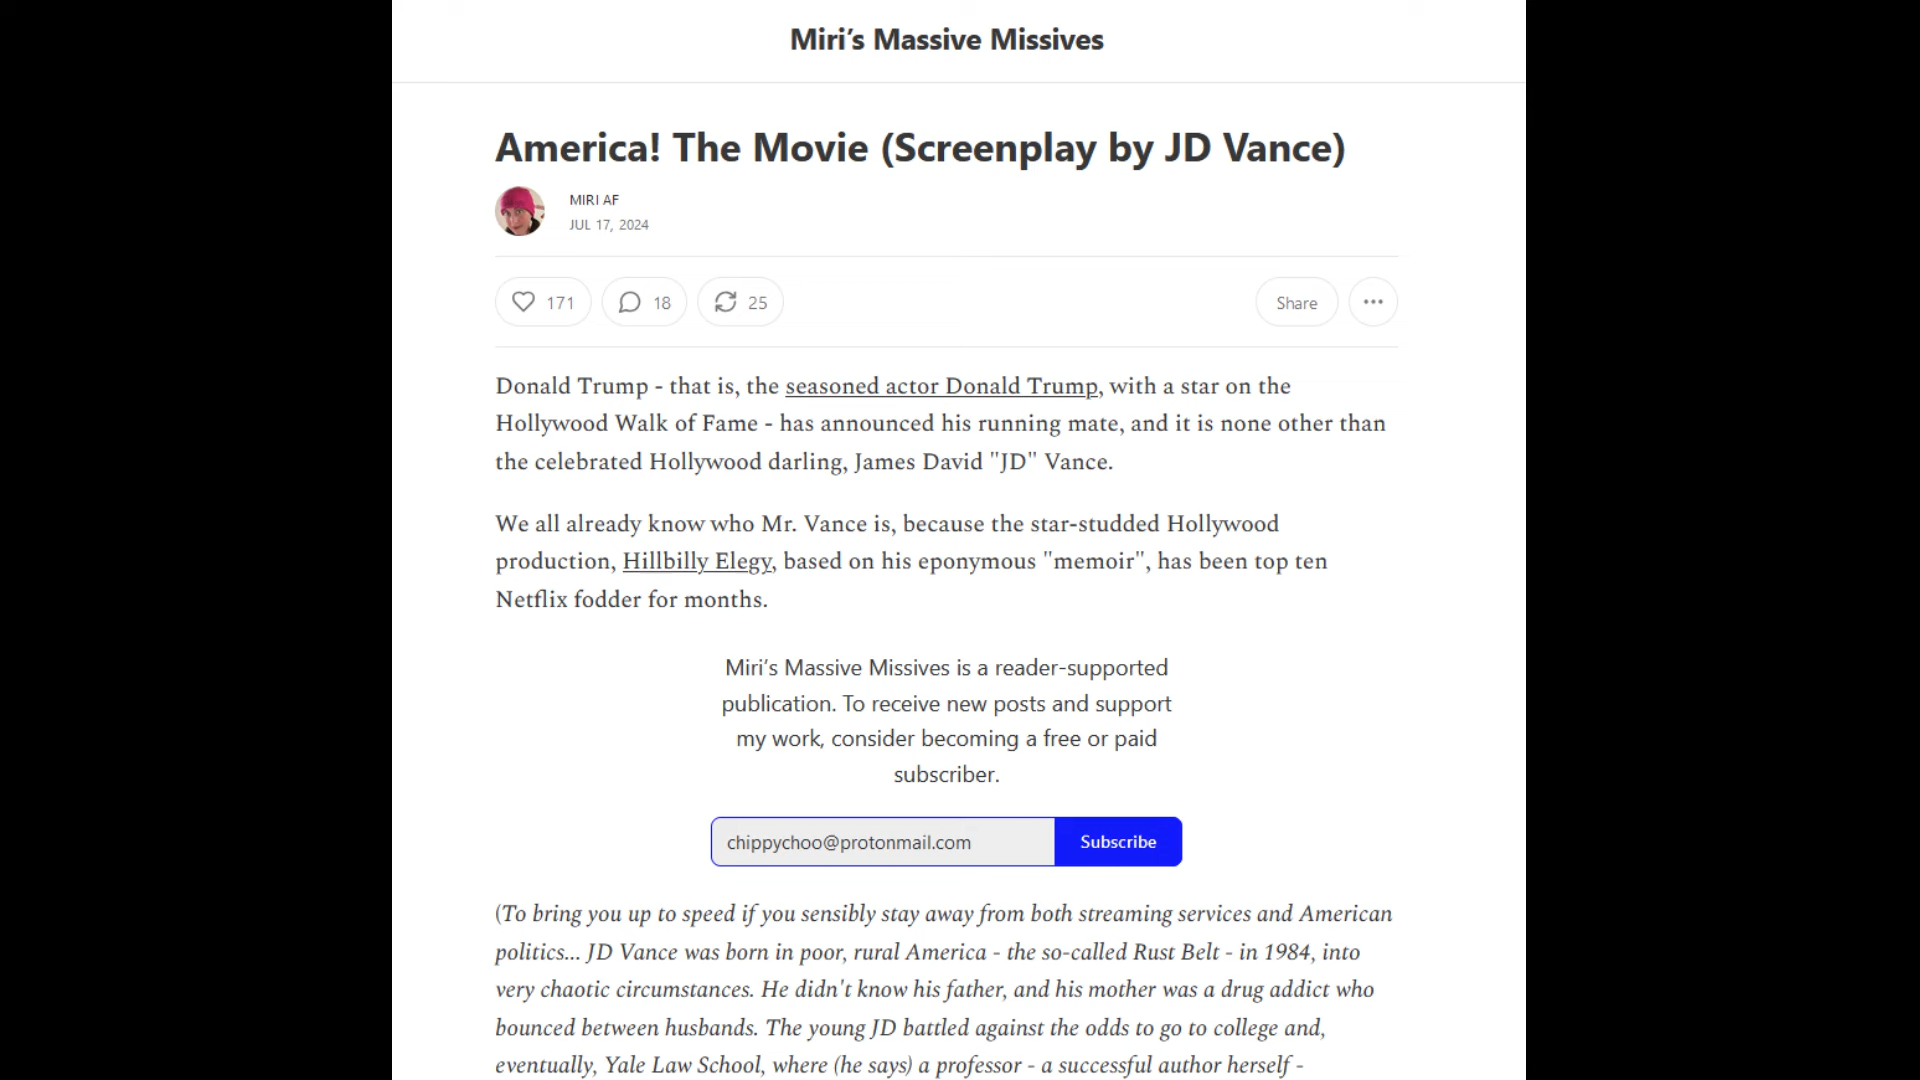 Miri’s Massive Missives
America! The Movie (Screenplay by JD Vance)
MIRI AF
JUL 17, 2024
171
18
25
Share
Donald Trump - that is, the seasoned actor Donald Trump, with a star on the
Hollywood Walk of Fame - has announced his running mate, and it is none other than
the celebrated Hollywood darling, James David "JD" Vance.
We all already know who Mr. Vance is, because the star-studded Hollywood
production, Hillbilly Elegy, based on his eponymous "memoir", has been top ten
Netflix fodder for months.
Miri’s Massive Missives is a reader-supported
publication. To receive new posts and support
my work, consider becoming a free or paid
subscriber.
chippychoo@protonmail.com
Subscribe
(To bring you up to speed if you sensibly stay away from both streaming services and American
politics... JD Vance was born in poor, rural America - the so-called Rust Belt - in 1984, into
very chaotic circumstances. He didn't know his father, and his mother was a drug addict who
bounced between husbands. The young JD battled against the odds to go to college and,
eventually, Yale Law School, where (he says) a professor - a successful author herself -